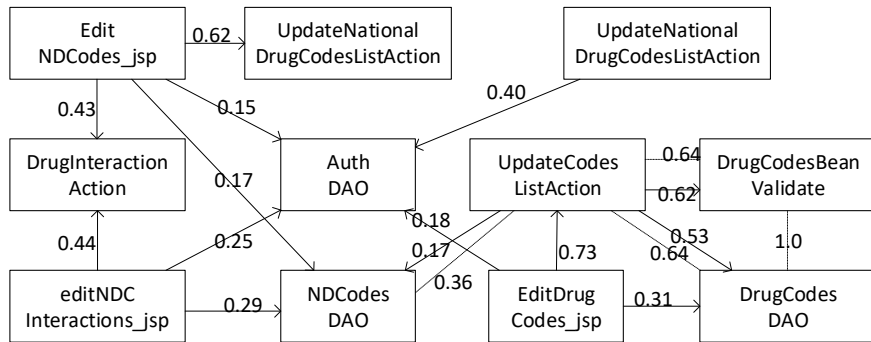 Edit
NDCodes_jsp
0.62
UpdateNational
DrugCodesListAction
UpdateNational
DrugCodesListAction
0.43
0.15
0.40
DrugInteraction
Action
0.17
Auth
DAO
UpdateCodes
ListAction
0.64
0.62
DrugCodesBean
Validate
0.44
0.25
0.18
0.17
0.36
0.73
0.53
0.64
1.0
editNDC
Interactions_jsp
0.29
NDCodes
DAO
EditDrug
Codes_jsp
0.31
DrugCodes
DAO